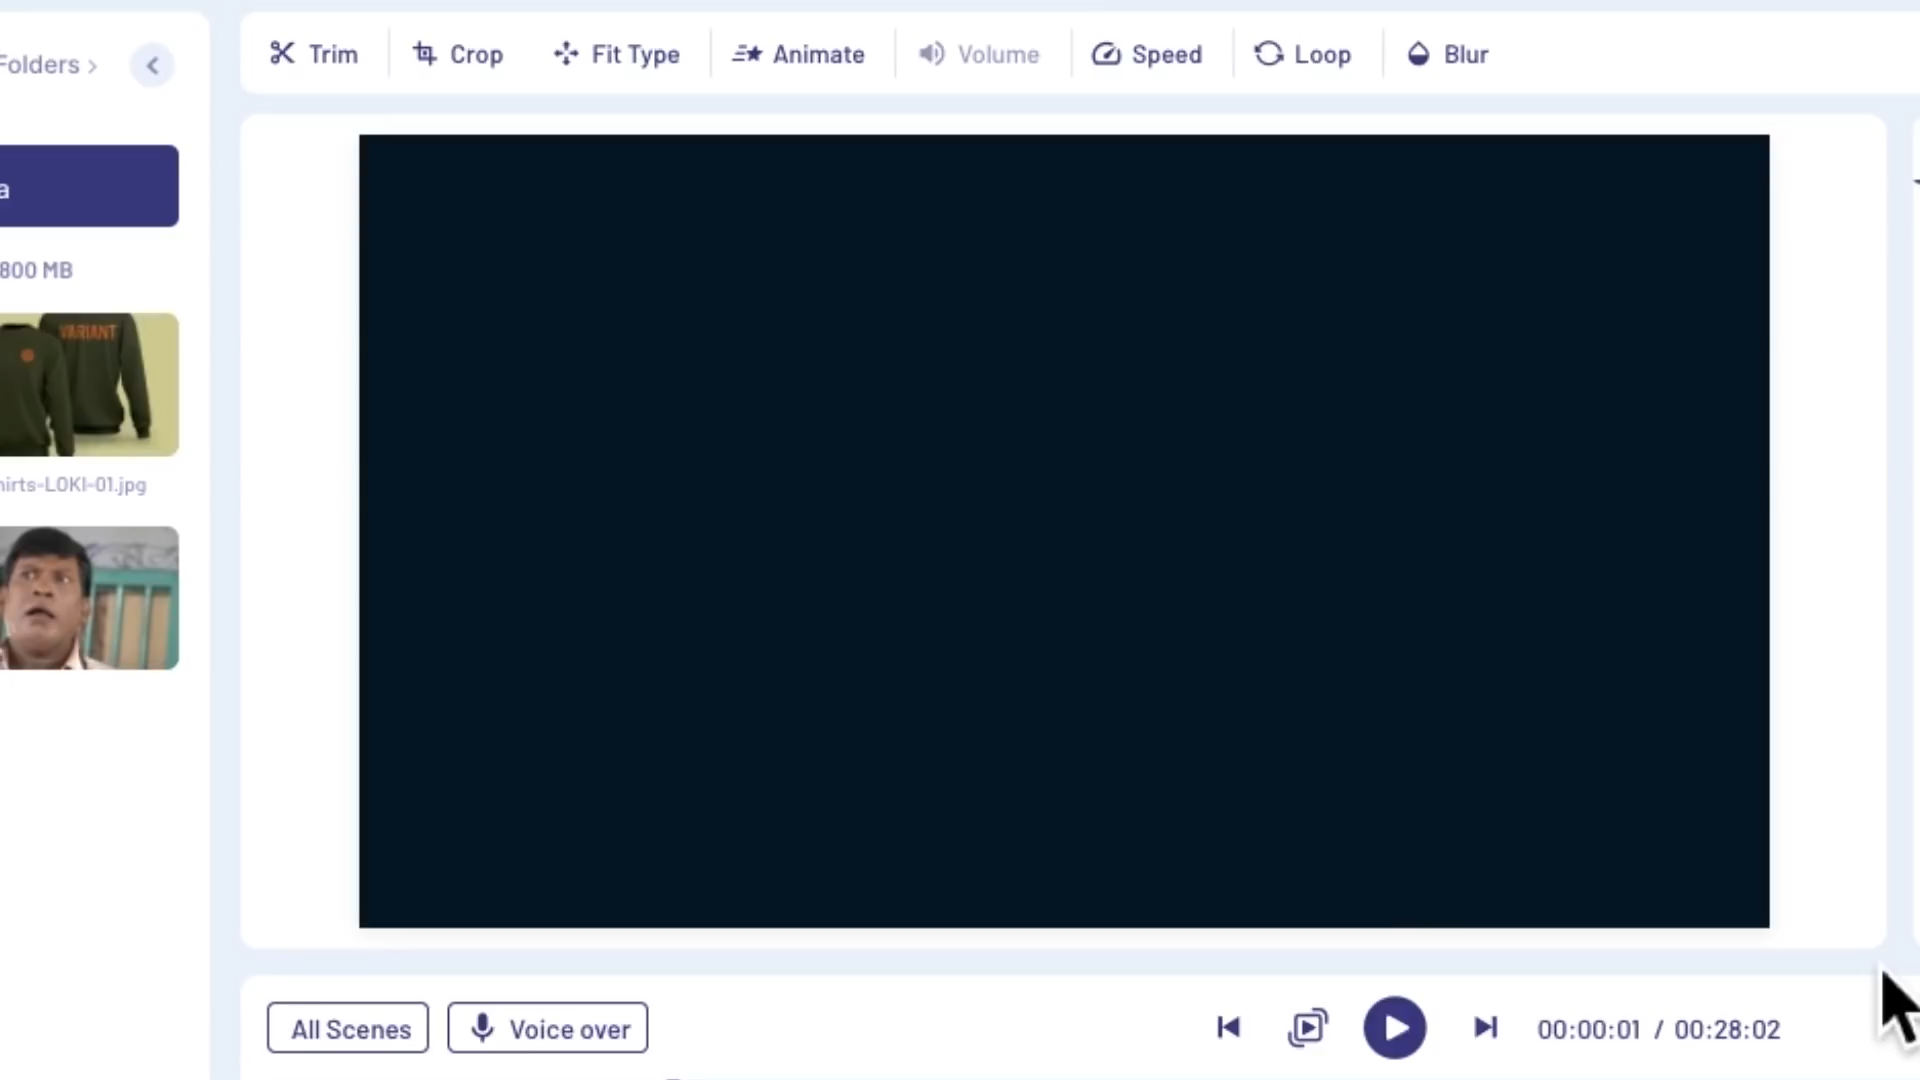 Folders >
Trim
Crop
Fit Type
Animate
Volume
Speed
Loop
Blur
a
800 MB
VARIANT
hirts-LOKI-01.jpg
All Scenes
Voice over
00:00:01 / 00:28:02